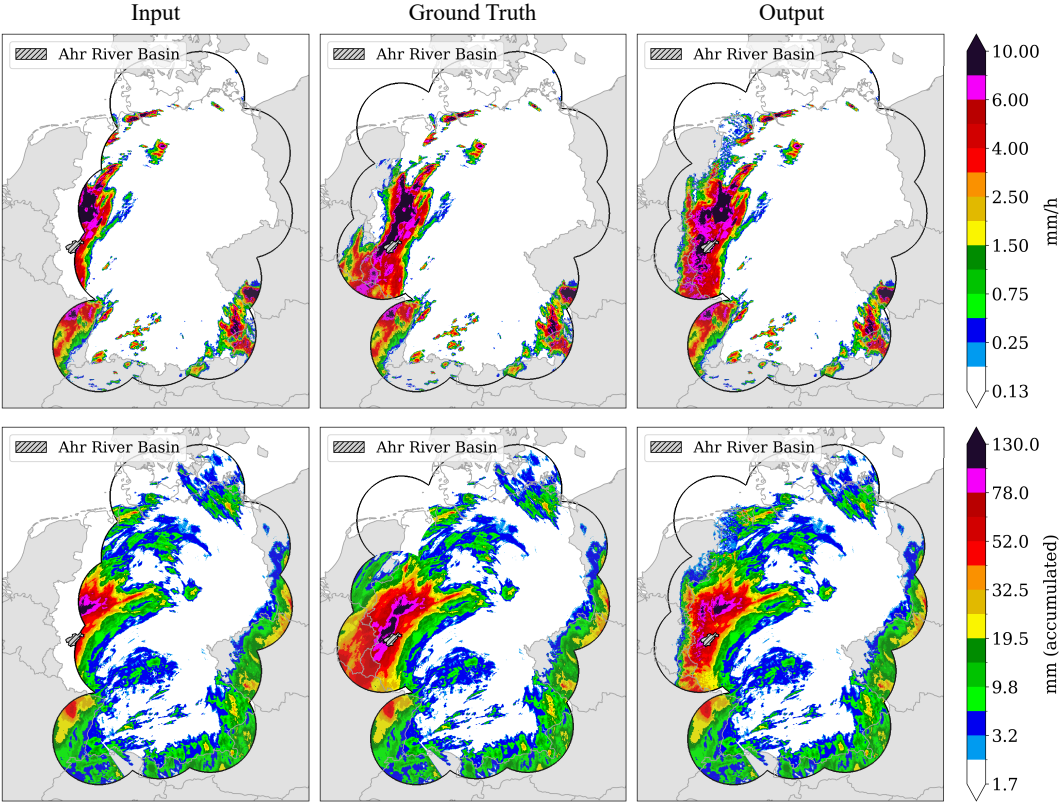 Input
Ground Truth
Output
Ahr River Basin
Ahr River Basin
Ahr River Basin
10.00
6.00
4.00
2.50
1.50
0.75
0.25
0.13
mm/h
Ahr River Basin
Ahr River Basin
Ahr River Basin
130.0
78.0
52.0
32.5
19.5
9.8
3.2
1.7
mm (accumulated)